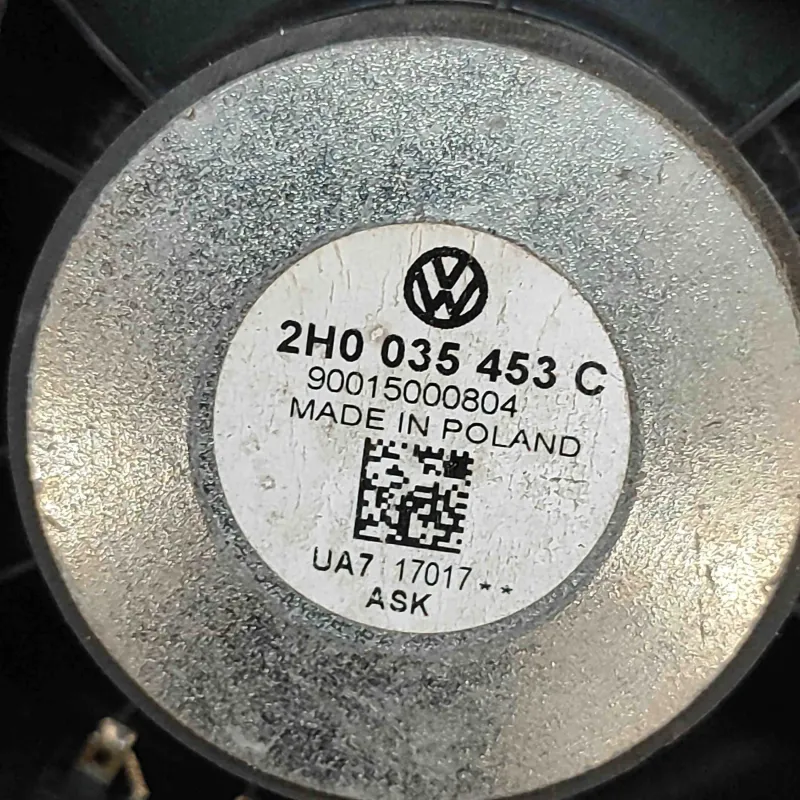 2H0 035 453 C
90015000804
MADE IN POLAND
UA7 17017**
ASK